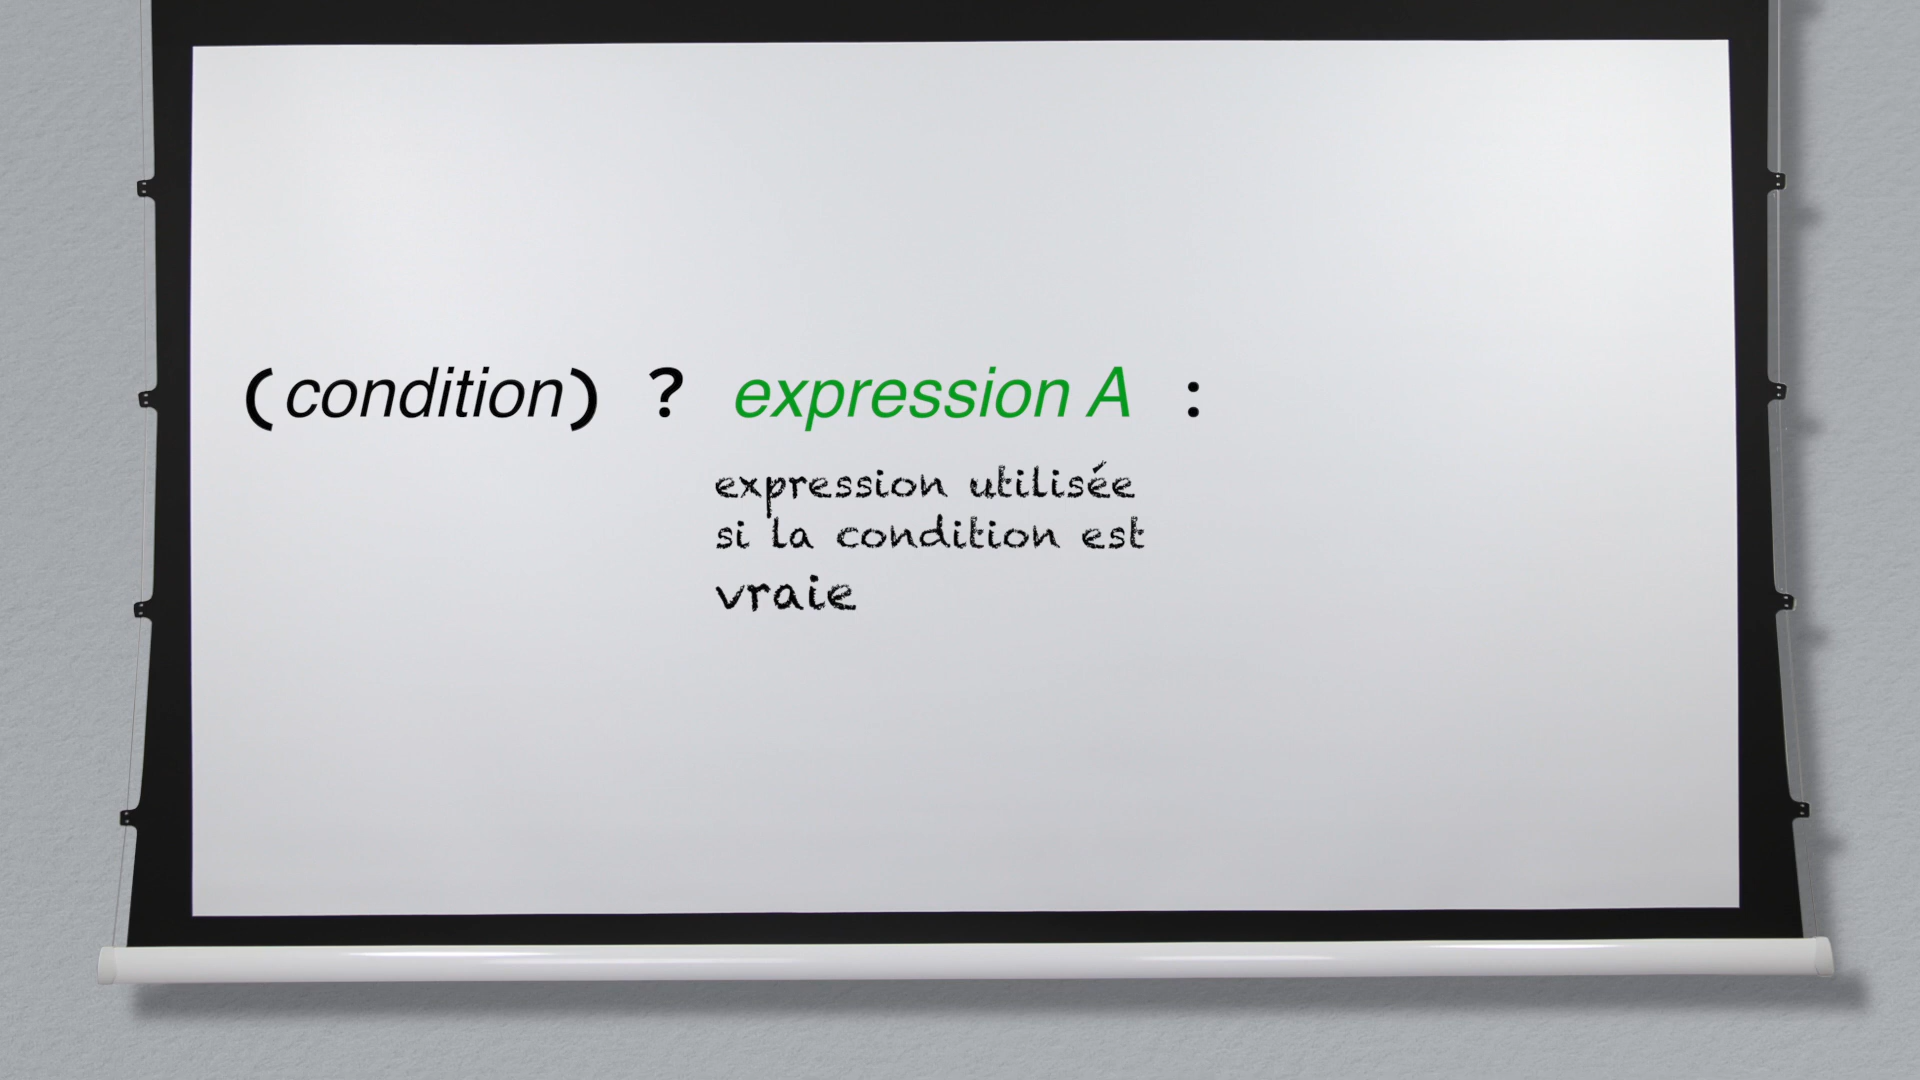 (condition) ? expression A :
expression utilisée
si la condition est
vraie